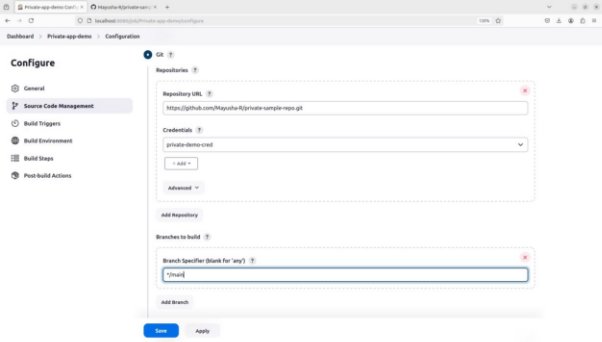 Private-app-demo Config
Mayusha-R/private-samp
localhost:8080/job/Private-app-demo/configure
Dashboard > Private-app-demo > Configuration
Configure
General
Source Code Management
Build Triggers
Build Environment
Build Steps
Post-build Actions
Git ?
Repositories ?
Repository URL ?
https://github.com/Mayusha-R/private-sample-repo.git
Credentials ?
private-demo-cred
+ Add
Advanced
Add Repository
Branches to build ?
Branch Specifier (blank for 'any') ?
*/main
Add Branch
Save
Apply